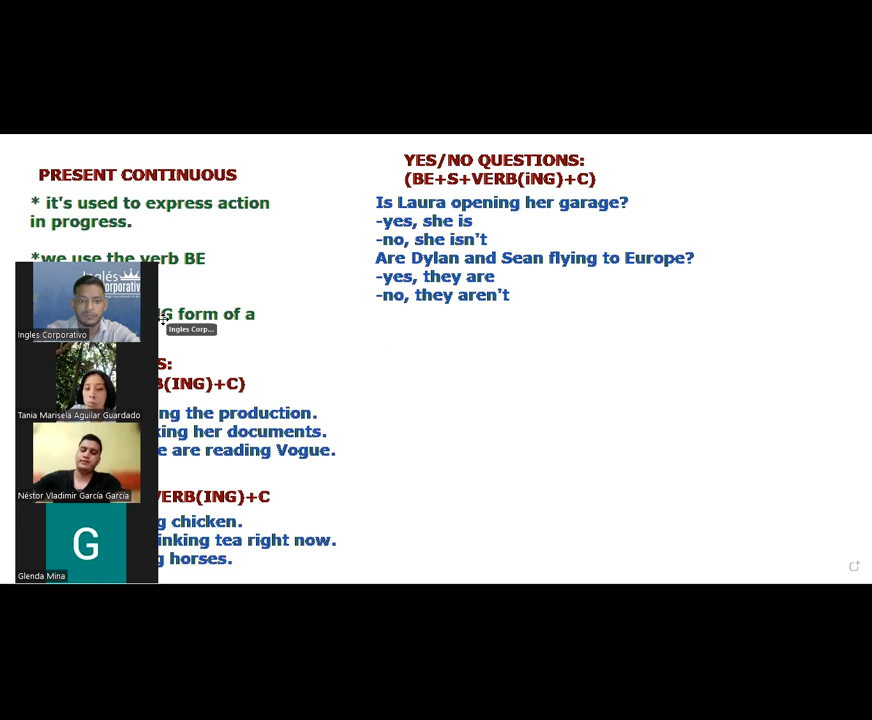 PRESENT CONTINUOUS
* it's used to express action
in progress.
*we use the verb BE
form of a
S:
(ING)+C)
ng the production.
king her documents.
e are reading Vogue.
VERB(ING)+C
g chicken.
inking tea right now.
g horses.
YES/NO QUESTIONS:
(BE+S+VERB(iNG)+C)
Is Laura opening her garage?
-yes, she is
-no, she isn't
Are Dylan and Sean flying to Europe?
-yes, they are
-no, they aren't
Inglés
Corporativo
Ingles Corporativo
Ingles Corp...
Tania Marisela Aguilar Guardado
Néstor Vladimir García García
G
Glenda Mina